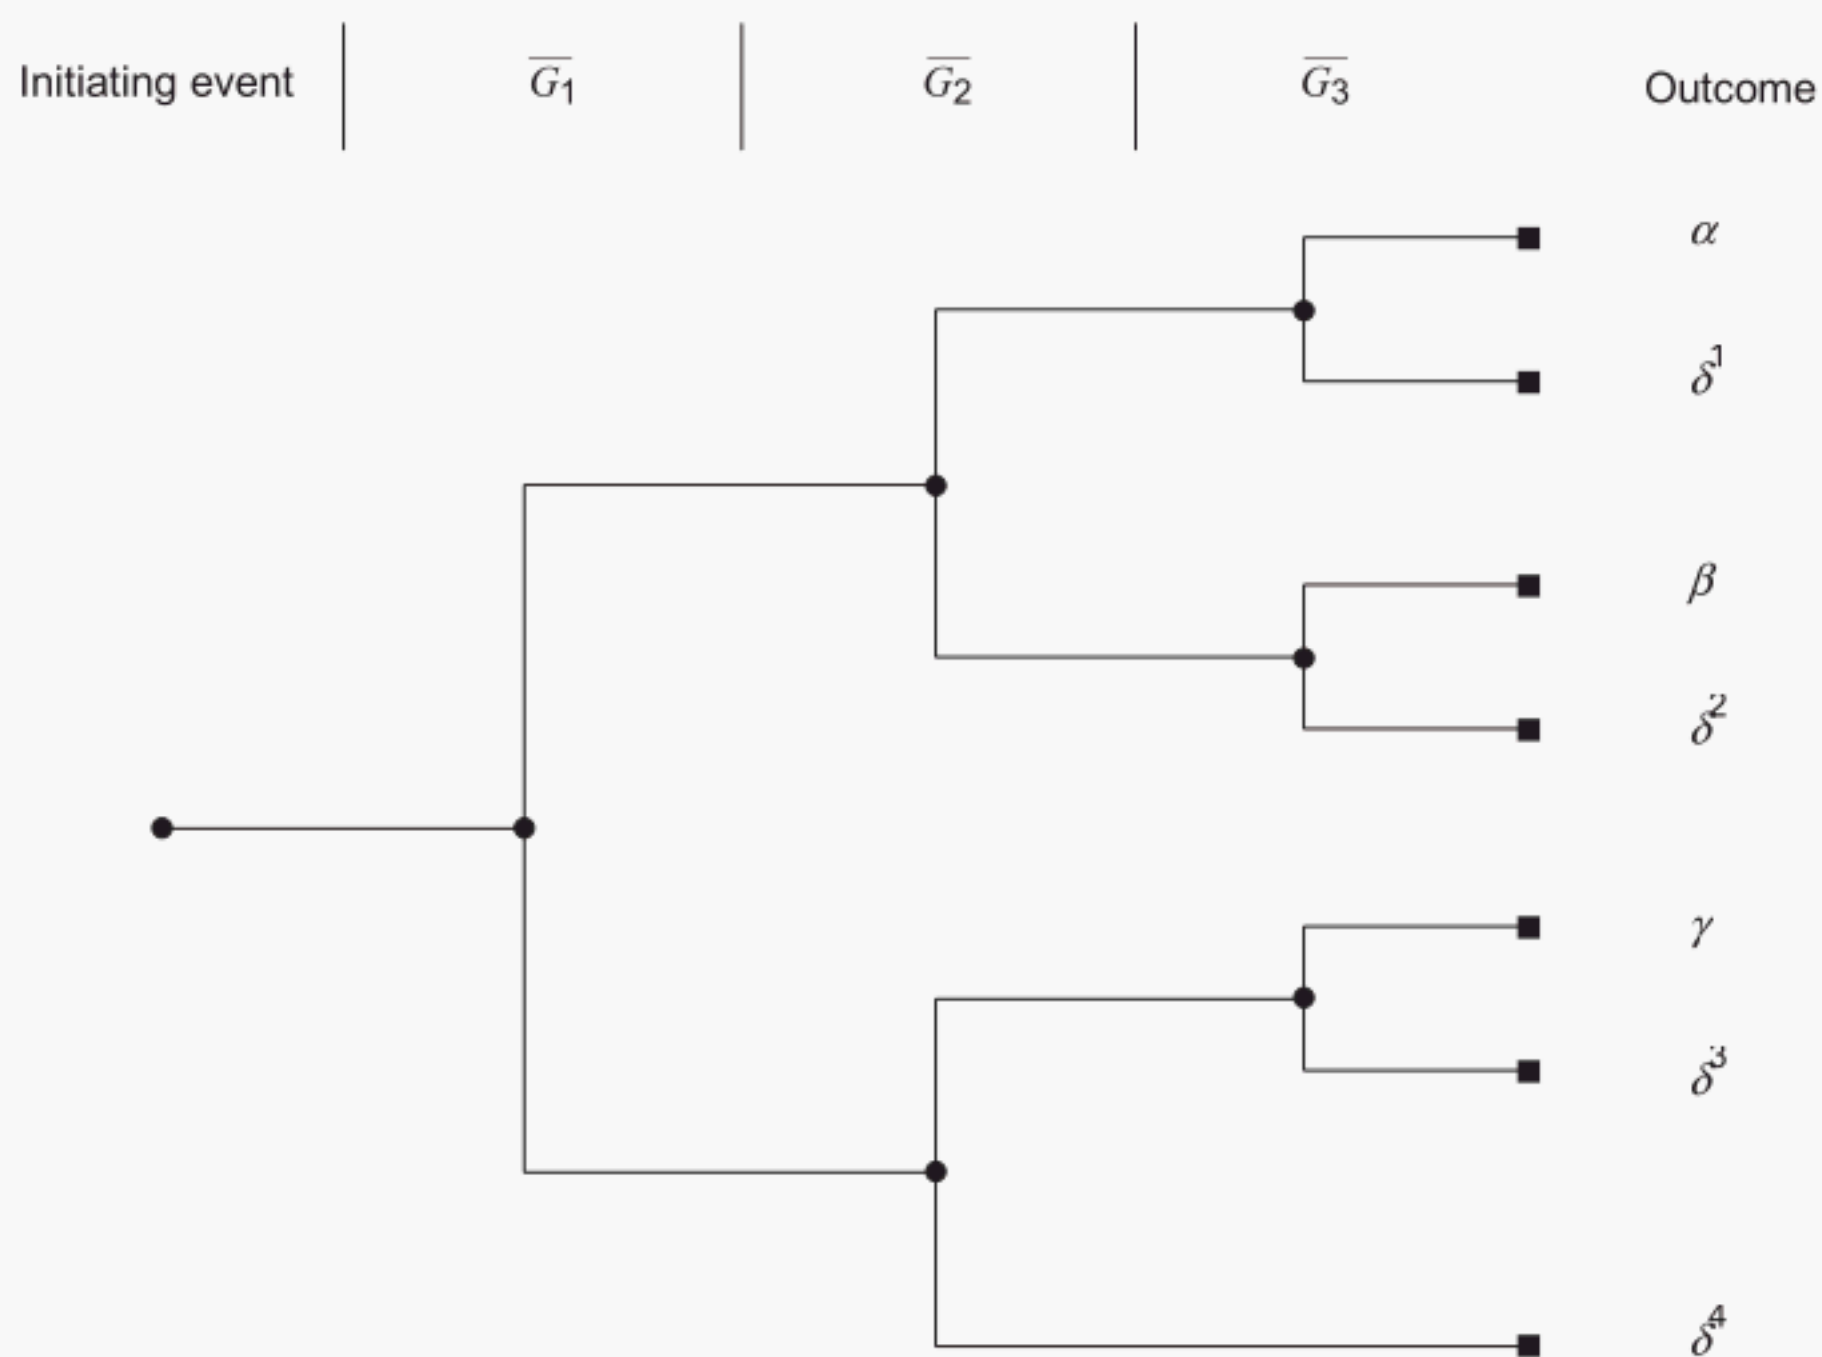 Initiating event G̅₁ G̅₂ G̅₃ Outcome
α
δ¹
β
δ²
γ
δ³
δ⁴